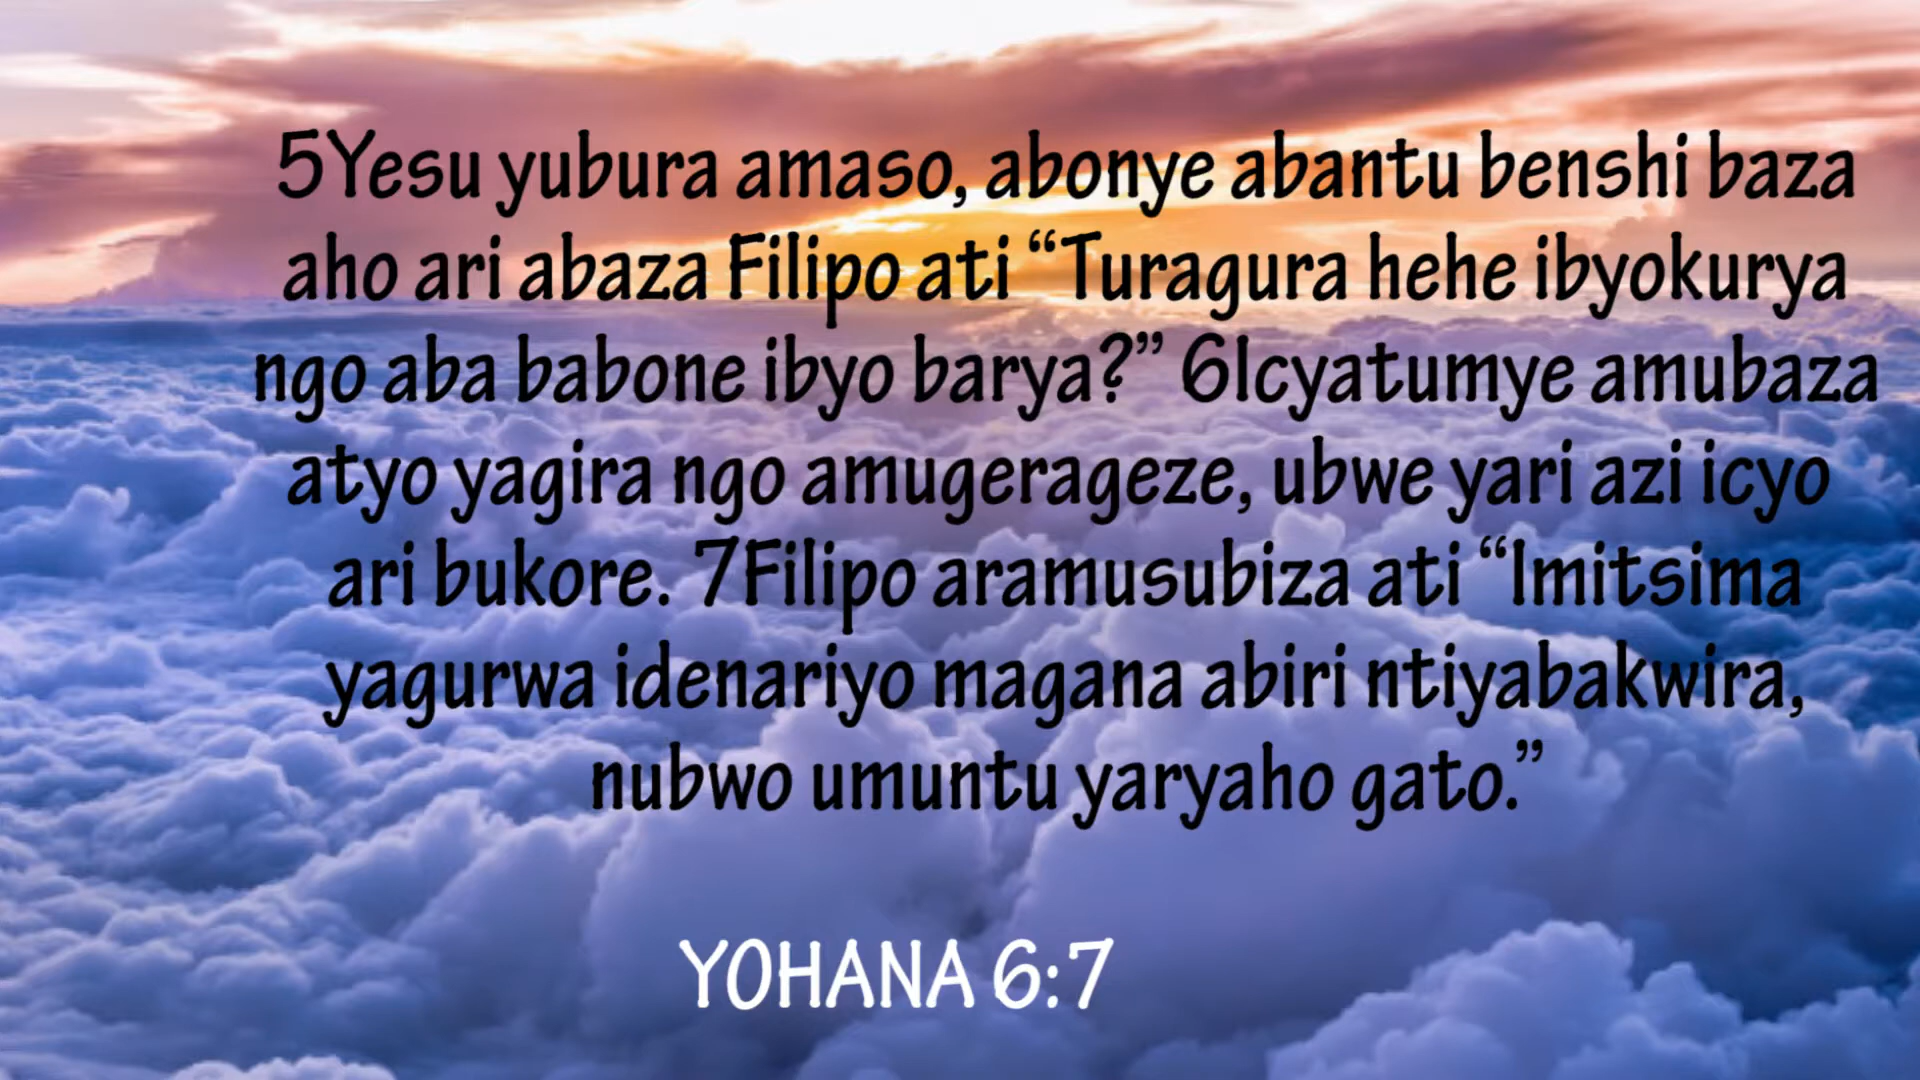 5Yesu yubura amaso, abonye abantu benshi baza
aho ari abaza Filipo ati “Turagura hehe ibyokurya
ngo aba babone ibyo barya?” 6Icyatumye amubaza
atyo yagira ngo amugerageze, ubwe yari azi icyo
ari bukore. 7Filipo aramusubiza ati “Imitsima
yagurwa idenariyo magana abiri ntiyabakwira,
nubwo umuntu yaryaho gato.”
YOHANA 6:7